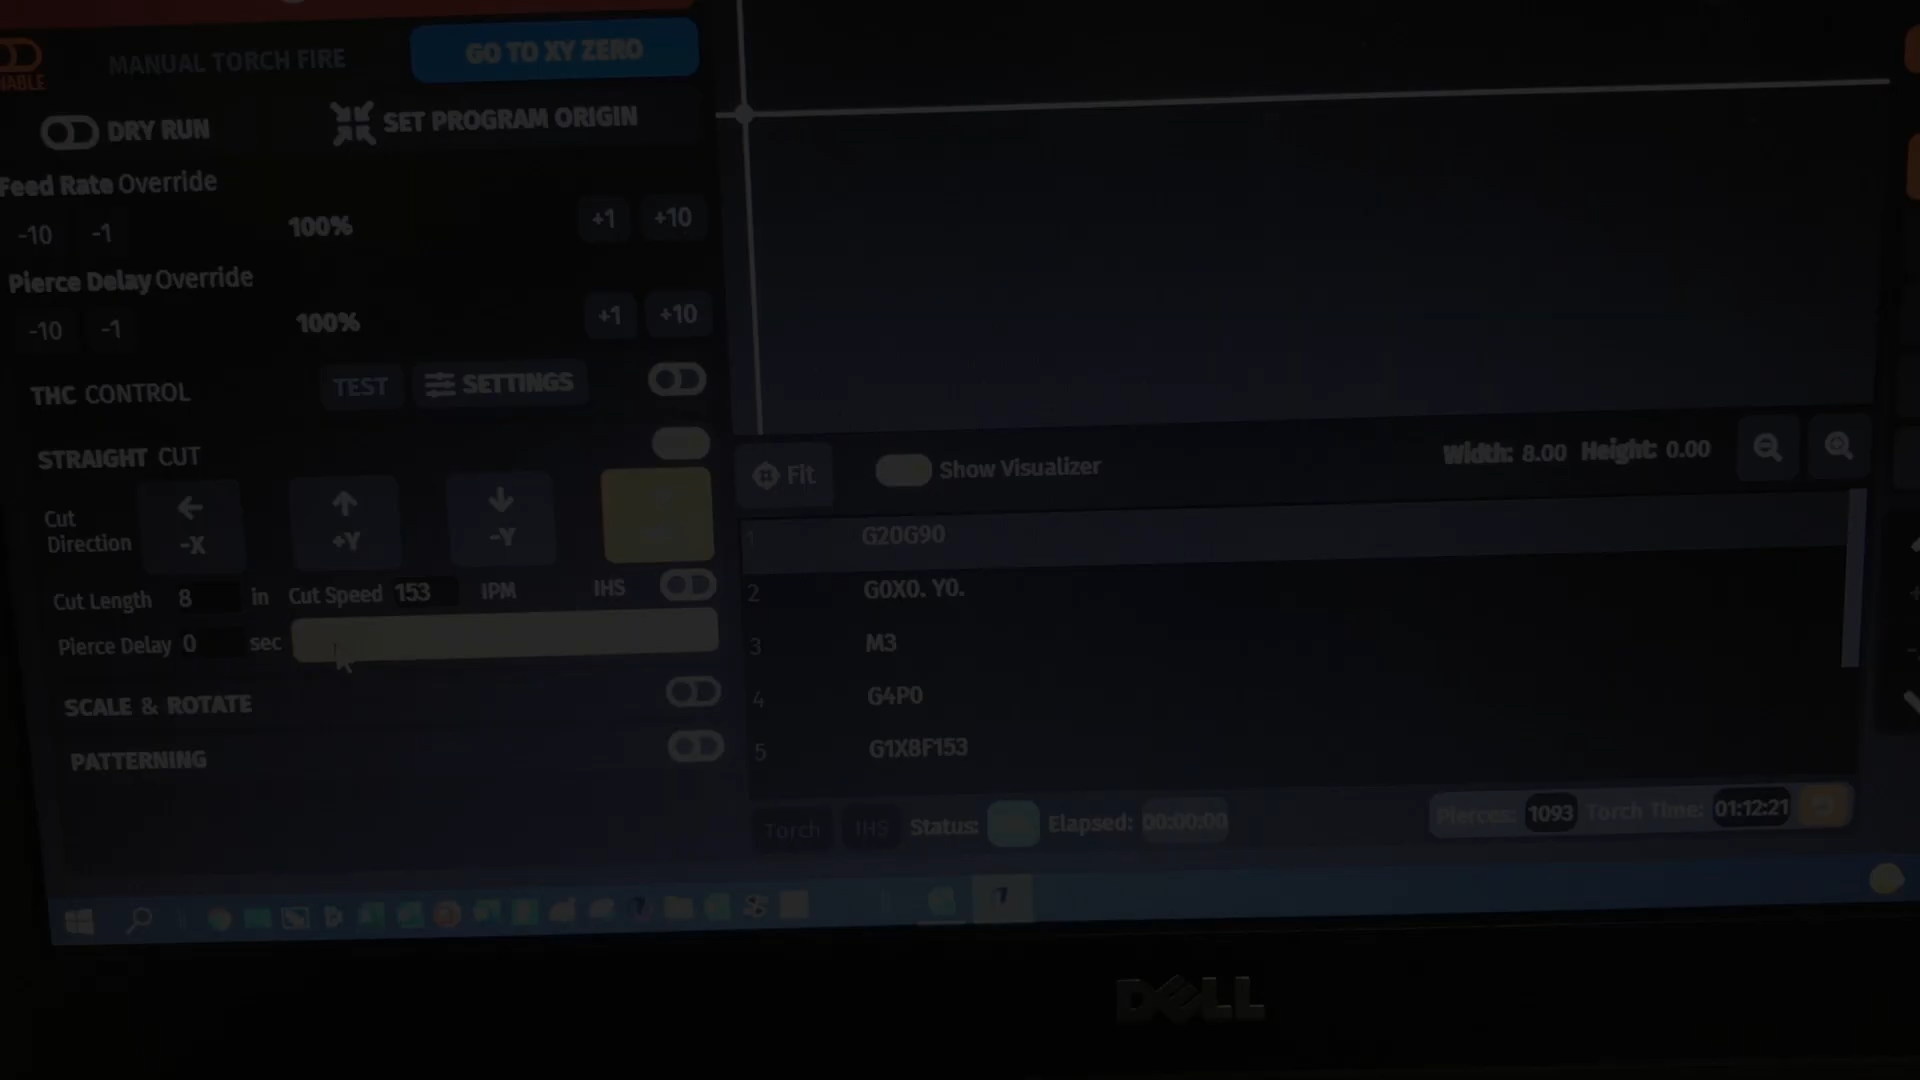 MANUAL TORCH FIRE
GO TO XY ZERO
DRY RUN
SET PROGRAM ORIGIN
Feed Rate Override
-10 -1 100% +1 +10
Pierce Delay Override
-10 -1 100% +1 +10
THC CONTROL TEST SETTINGS
STRAIGHT CUT
Cut Direction
-X +Y -Y
Cut Length 8 in Cut Speed 153 IPM IHS
Pierce Delay 0 sec
SCALE & ROTATE
PATTERNING
Fit Show Visualizer Width: 8.00 Height: 0.00
1 G20G90
2 G0X0. Y0.
3 M3
4 G4P0
5 G1X8F153
Torch IHS Status: Elapsed: 00:00:00 Pierces: 1093 Torch Time: 01:12:21
DELL